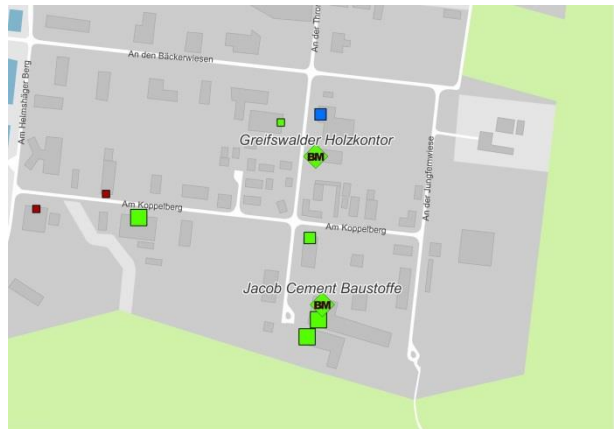 An der Thron
An den Bäckerwiesen
Am Helmshäger Berg
Greifswalder Holzkontor
BM
An der Jungfernwiese
Am Koppelberg
Am Koppelberg
Jacob Cement Baustoffe
BM